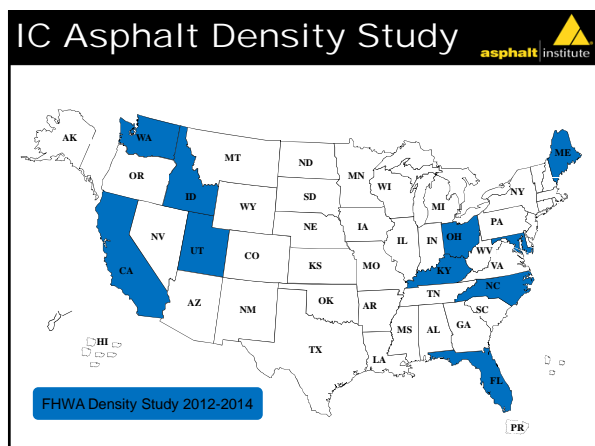 IC Asphalt Density Study
asphalt institute
AK
WA
MT
ND
MN
ME
OR
ID
WY
SD
WI
MI
NY
NV
UT
NE
IA
IL
IN
OH
PA
CA
CO
KS
MO
KY
WV
VA
AZ
NM
OK
AR
TN
NC
SC
TX
LA
MS
AL
GA
FL
HI
PR
FHWA Density Study 2012-2014